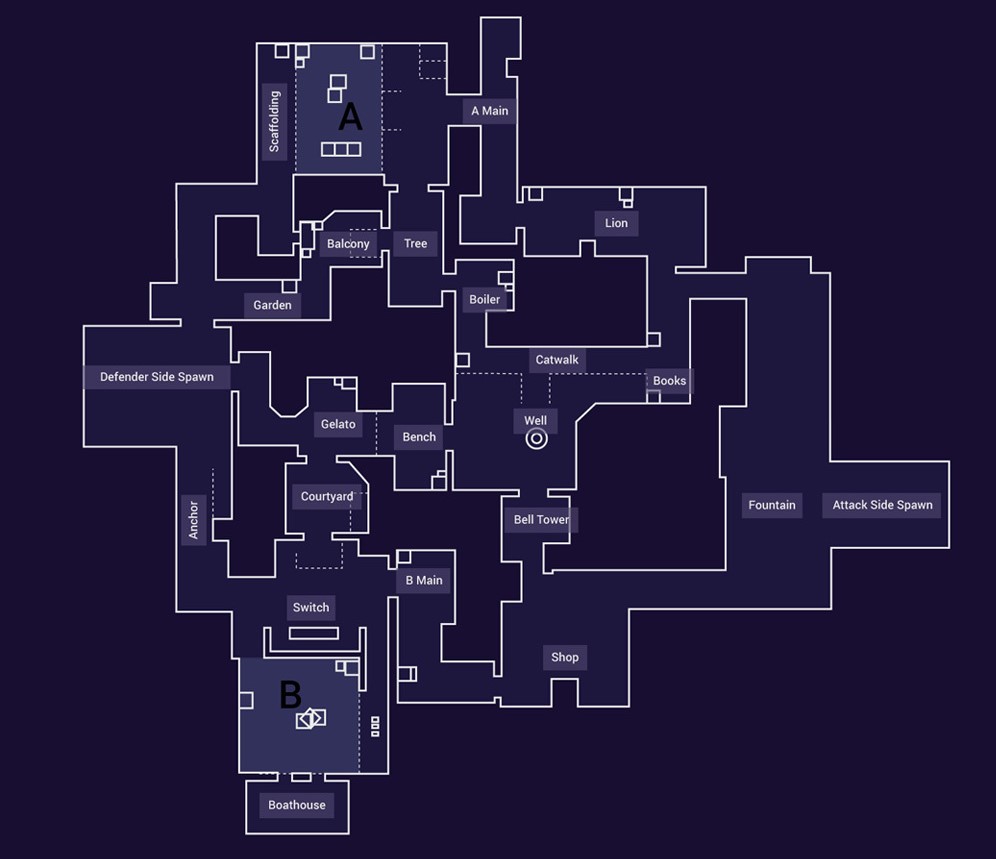 A Main
Scaffolding
A
Lion
Balcony
Tree
Boiler
Garden
Catwalk
Defender Side Spawn
Books
Well
Gelato
Bench
Courtyard
Fountain
Attack Side Spawn
Anchor
Bell Tower
B Main
Switch
Shop
B
Boathouse